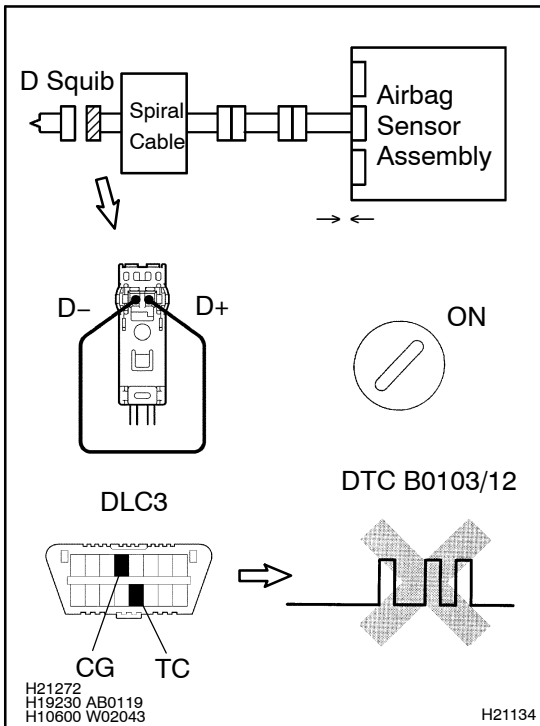 D Squib
Spiral
Cable
Airbag
Sensor
Assembly
D−
D+
ON
DLC3
DTC B0103/12
CG
TC
H21272
H19230 AB0119
H10600 W02043
H21134